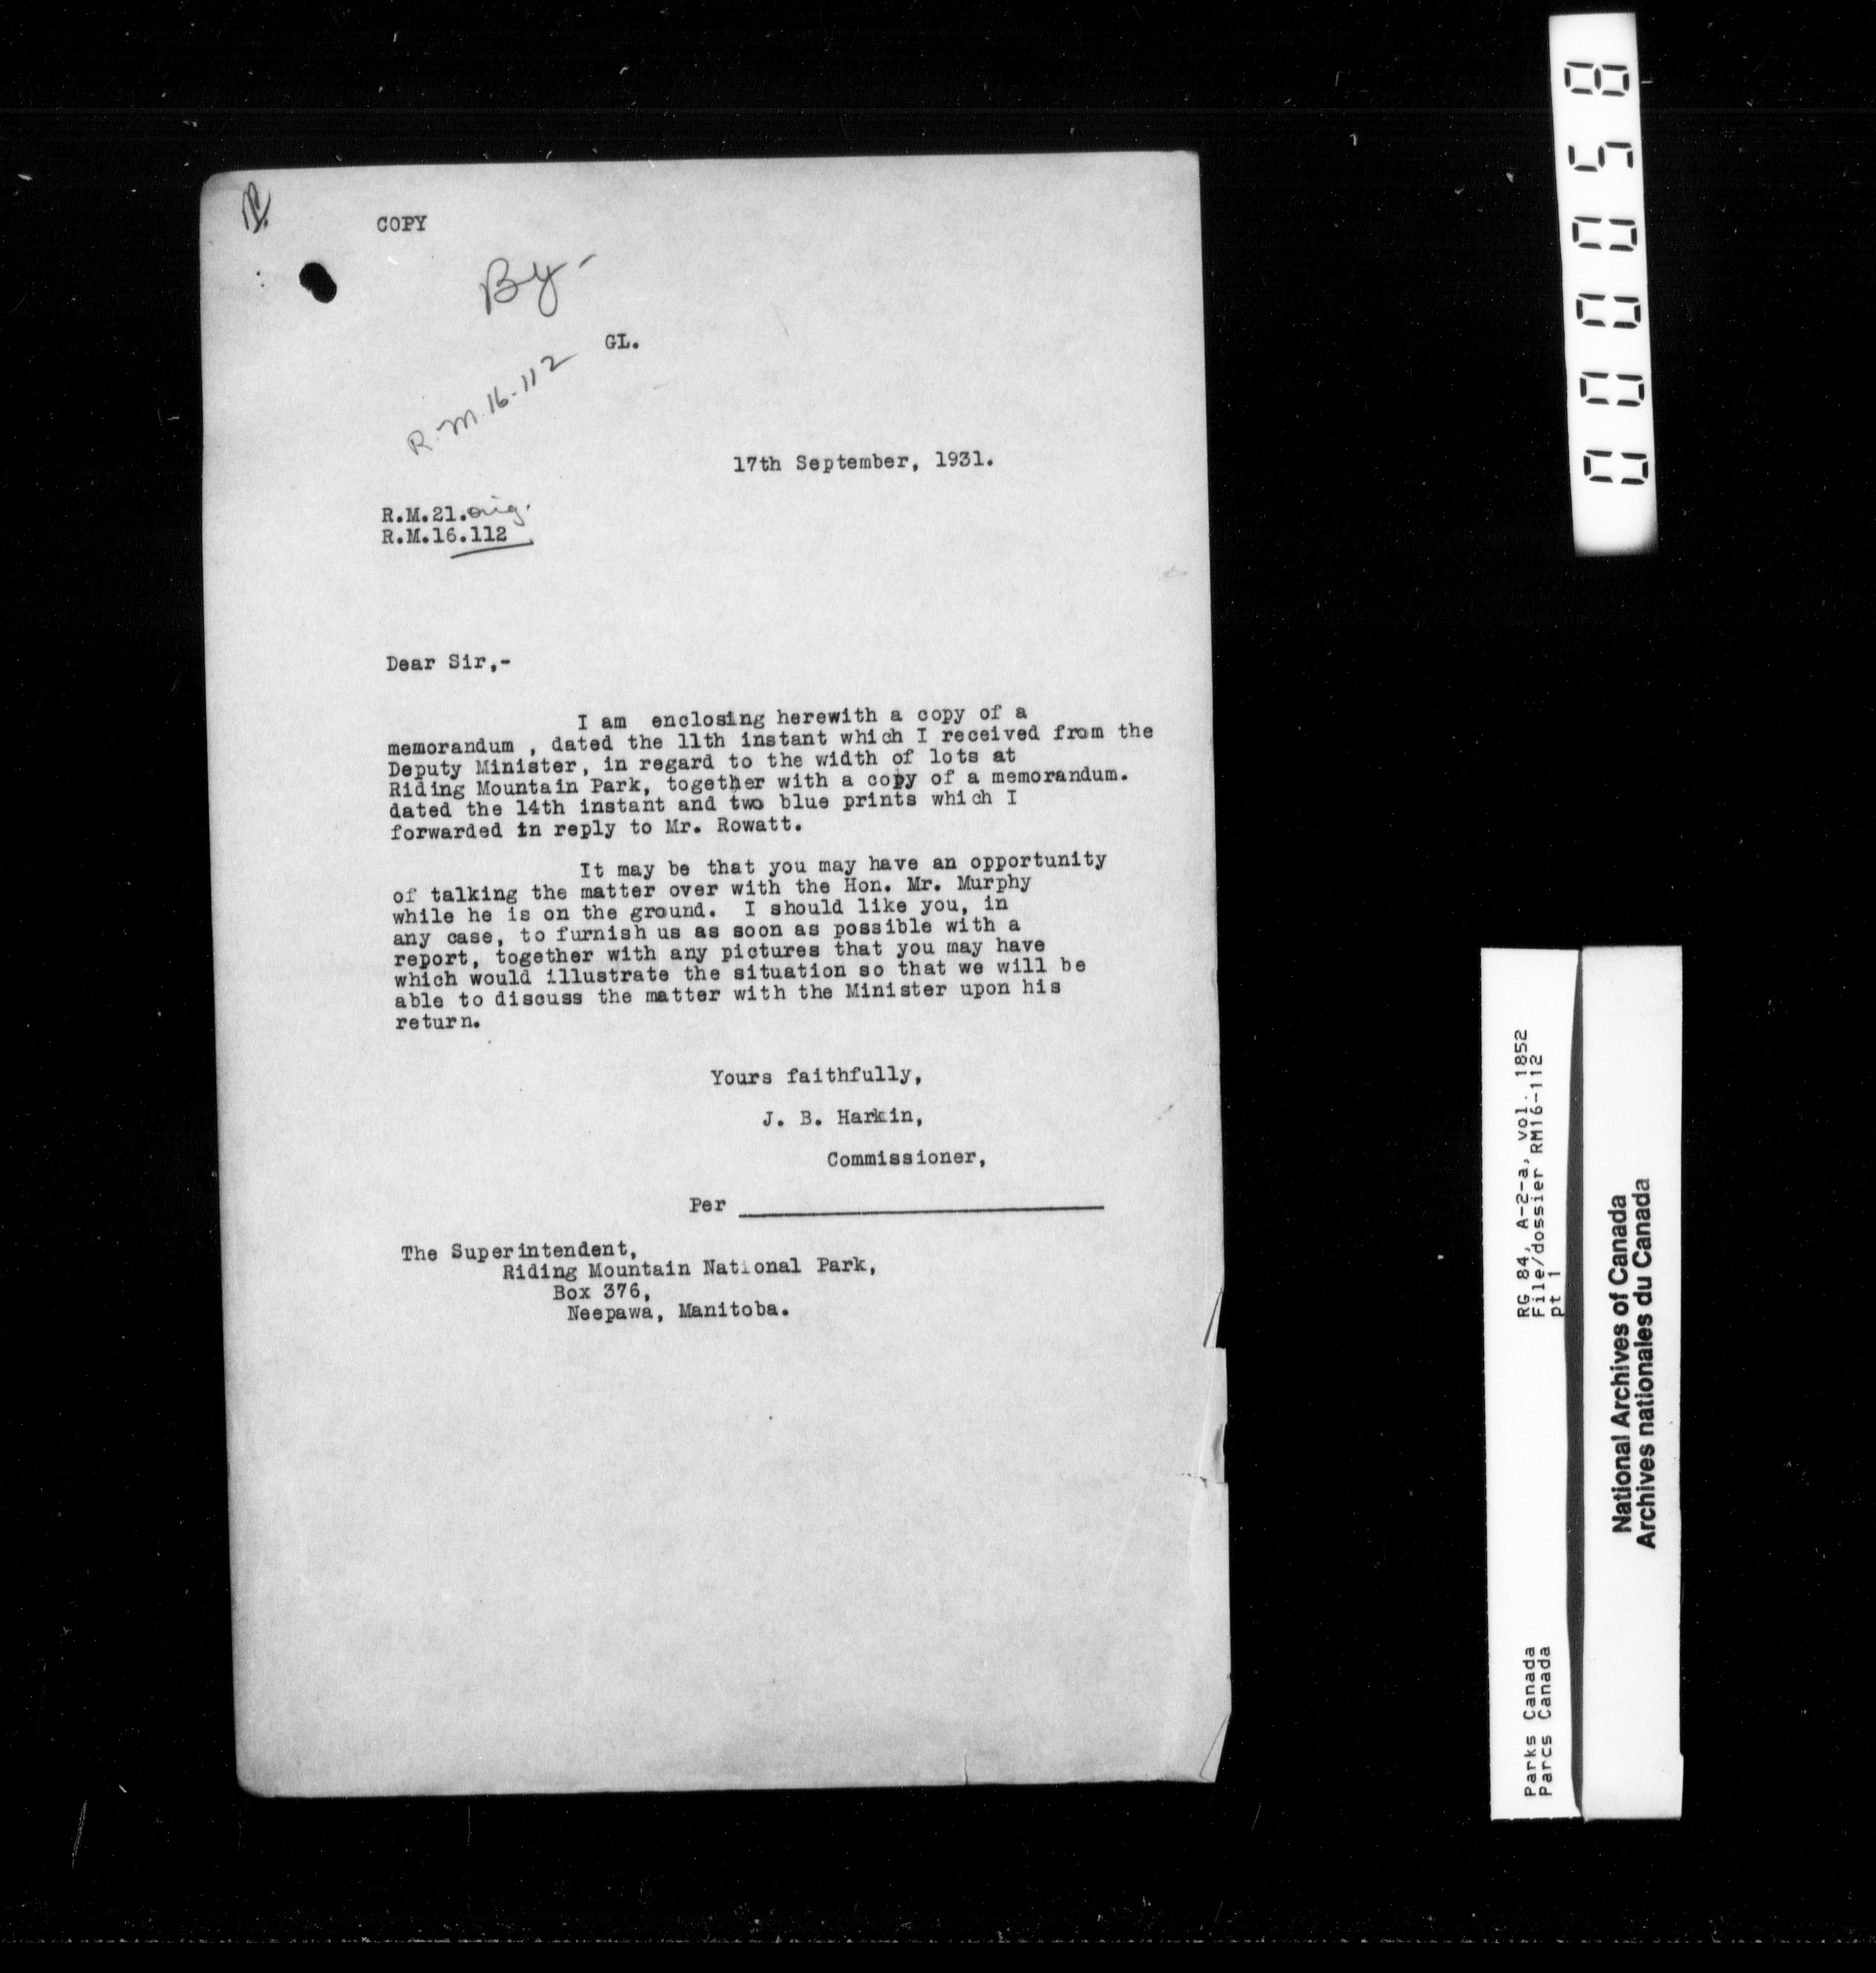 COPY
By -
GL.
R.M.16-112
17th September, 1931.
R.M.21.orig.
R.M.16.112
Dear Sir,-
I am enclosing herewith a copy of a
memorandum , dated the 11th instant which I received from the
Deputy Minister, in regard to the width of lots at
Riding Mountain Park, together with a copy of a memorandum.
dated the 14th instant and two blue prints which I
forwarded in reply to Mr. Rowatt.
It may be that you may have an opportunity
of talking the matter over with the Hon. Mr. Murphy
while he is on the ground. I should like you, in
any case, to furnish us as soon as possible with a
report, together with any pictures that you may have
which would illustrate the situation so that we will be
able to discuss the matter with the Minister upon his
return.
Yours faithfully,
J. B. Harkin,
Commissioner,
Per
The Superintendent,
Riding Mountain National Park,
Box 376,
Neepawa, Manitoba.
000058
RG 84, A-2-a, vol. 1852
File/dossier RM16-112
pt 1
Parks Canada
Parcs Canada
National Archives of Canada
Archives nationales du Canada